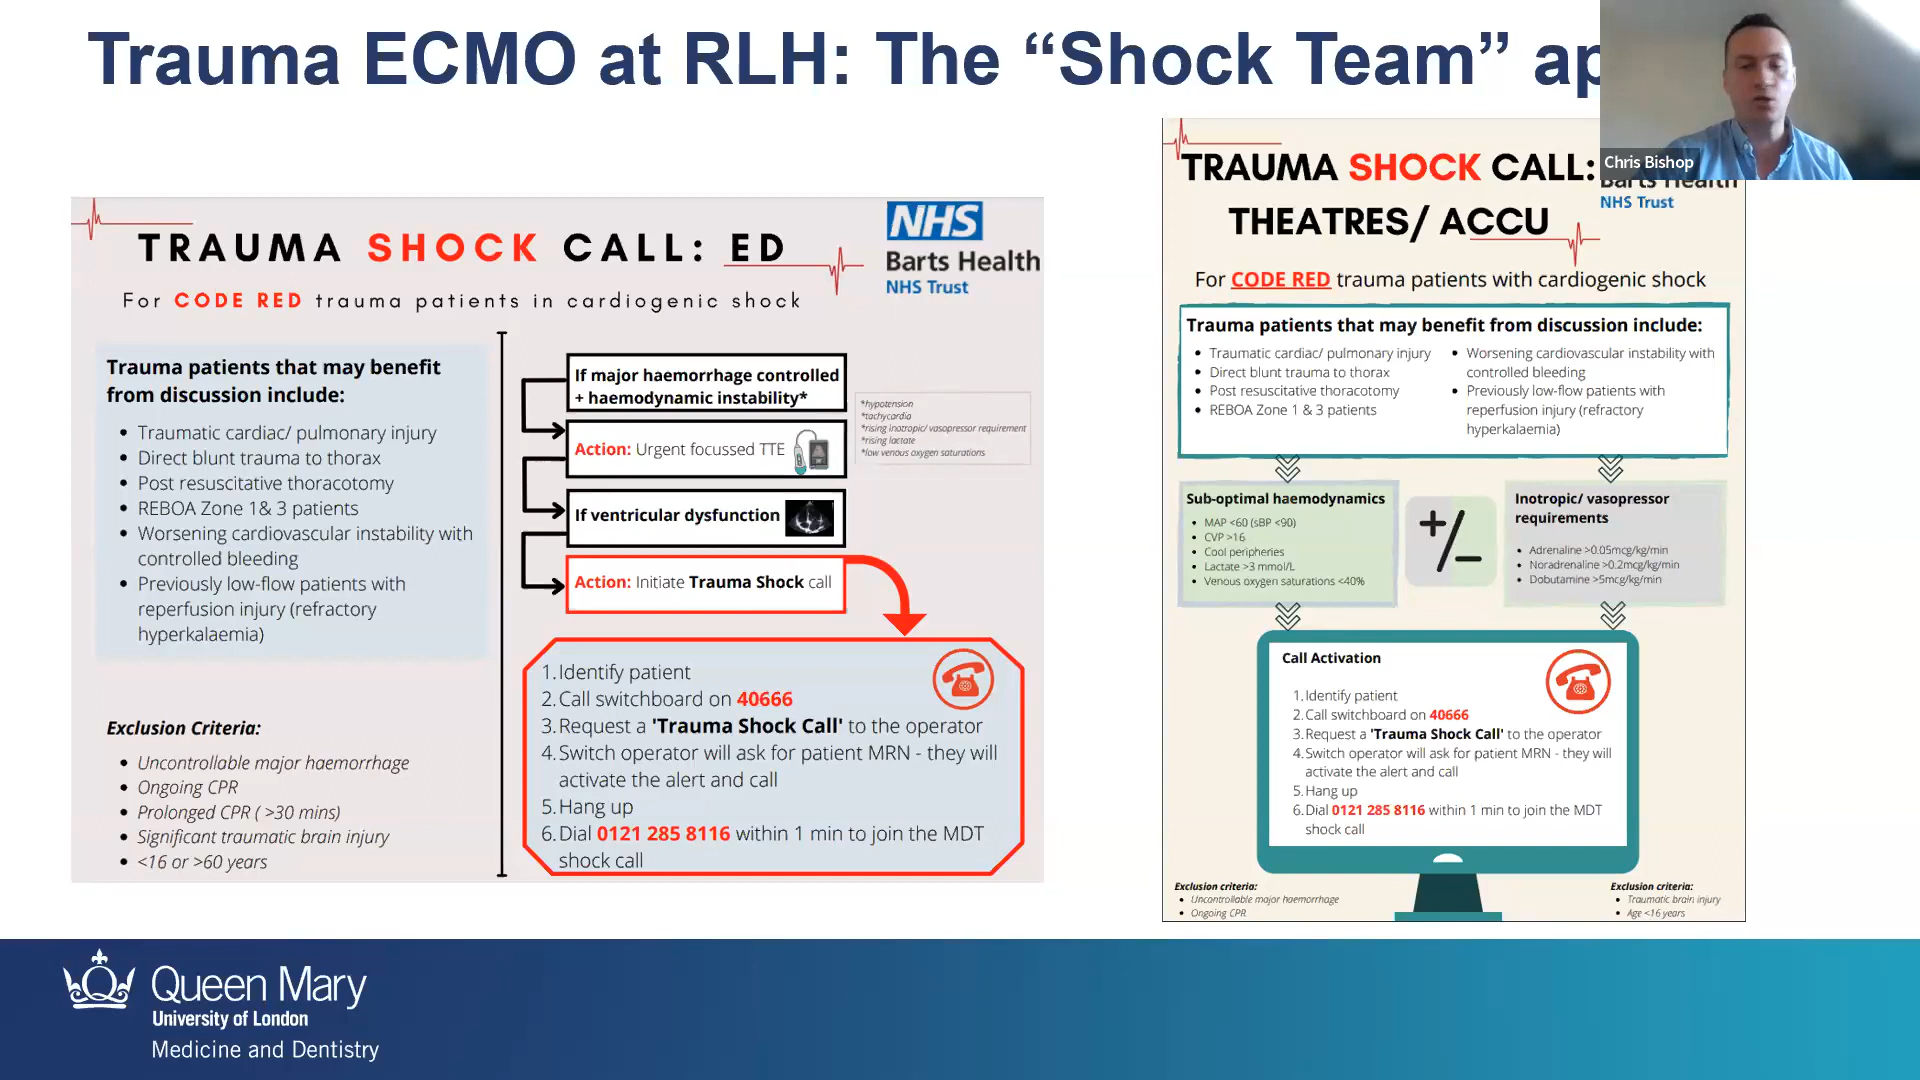 Trauma ECMO at RLH: The “Shock Team” ap
Chris Bishop
TRAUMA SHOCK CALL: ED
For CODE RED trauma patients in cardiogenic shock
NHS
Barts Health
NHS Trust
Trauma patients that may benefit
from discussion include:
• Traumatic cardiac/ pulmonary injury
• Direct blunt trauma to thorax
• Post resuscitative thoracotomy
• REBOA Zone 1& 3 patients
• Worsening cardiovascular instability with
controlled bleeding
• Previously low-flow patients with
reperfusion injury (refractory
hyperkalaemia)
Exclusion Criteria:
• Uncontrollable major haemorrhage
• Ongoing CPR
• Prolonged CPR ( >30 mins)
• Significant traumatic brain injury
• <16 or >60 years
If major haemorrhage controlled
+ haemodynamic instability*
*hypotension
*tachycardia
*rising inotropic/ vasopressor requirement
*rising lactate
*low venous oxygen saturations
Action: Urgent focussed TTE
If ventricular dysfunction
Action: Initiate Trauma Shock call
1. Identify patient
2. Call switchboard on 40666
3. Request a 'Trauma Shock Call' to the operator
4. Switch operator will ask for patient MRN - they will
activate the alert and call
5. Hang up
6. Dial 0121 285 8116 within 1 min to join the MDT
shock call
TRAUMA SHOCK CALL:
THEATRES/ ACCU
Barts Health
NHS Trust
For CODE RED trauma patients with cardiogenic shock
Trauma patients that may benefit from discussion include:
• Traumatic cardiac/ pulmonary injury
• Direct blunt trauma to thorax
• Post resuscitative thoracotomy
• REBOA Zone 1 & 3 patients
• Worsening cardiovascular instability with
controlled bleeding
• Previously low-flow patients with
reperfusion injury (refractory
hyperkalaemia)
Sub-optimal haemodynamics
• MAP <60 (sBP <90)
• CVP >16
• Cool peripheries
• Lactate >3 mmol/L
• Venous oxygen saturations <40%
+/-
Inotropic/ vasopressor
requirements
• Adrenaline >0.05mcg/kg/min
• Noradrenaline >0.2mcg/kg/min
• Dobutamine >5mcg/kg/min
Call Activation
1. Identify patient
2. Call switchboard on 40666
3. Request a 'Trauma Shock Call' to the operator
4. Switch operator will ask for patient MRN - they will
activate the alert and call
5. Hang up
6. Dial 0121 285 8116 within 1 min to join the MDT
shock call
Exclusion criteria:
• Uncontrollable major haemorrhage
• Ongoing CPR
Exclusion criteria:
• Traumatic brain injury
• Age <16 years
Queen Mary
University of London
Medicine and Dentistry